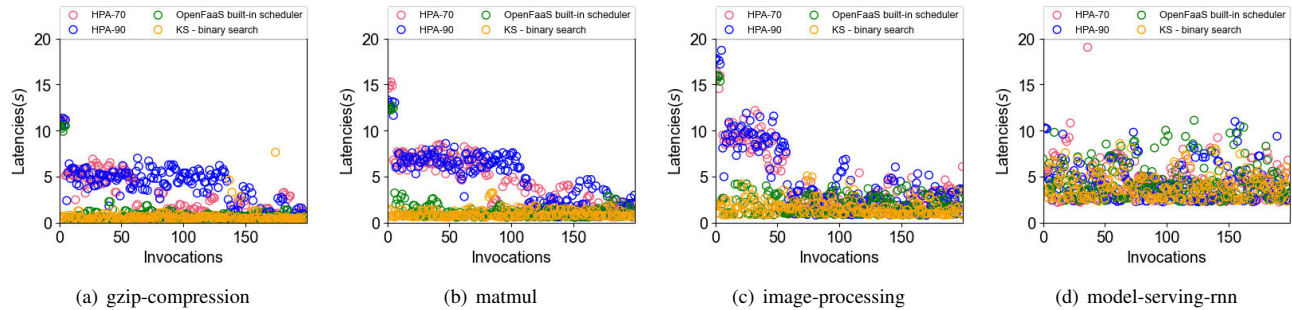 HPA-70 OpenFaaS built-in scheduler
HPA-90 KS - binary search
20
15
10
5
0
Latencies(s)
0 50 100 150
Invocations
(a) gzip-compression
HPA-70 OpenFaaS built-in scheduler
HPA-90 KS - binary search
20
15
10
5
0
Latencies(s)
0 50 100 150
Invocations
(b) matmul
HPA-70 OpenFaaS built-in scheduler
HPA-90 KS - binary search
20
15
10
5
0
Latencies(s)
0 50 100 150
Invocations
(c) image-processing
HPA-70 OpenFaaS built-in scheduler
HPA-90 KS - binary search
20
15
10
5
0
Latencies(s)
0 50 100 150
Invocations
(d) model-serving-rnn